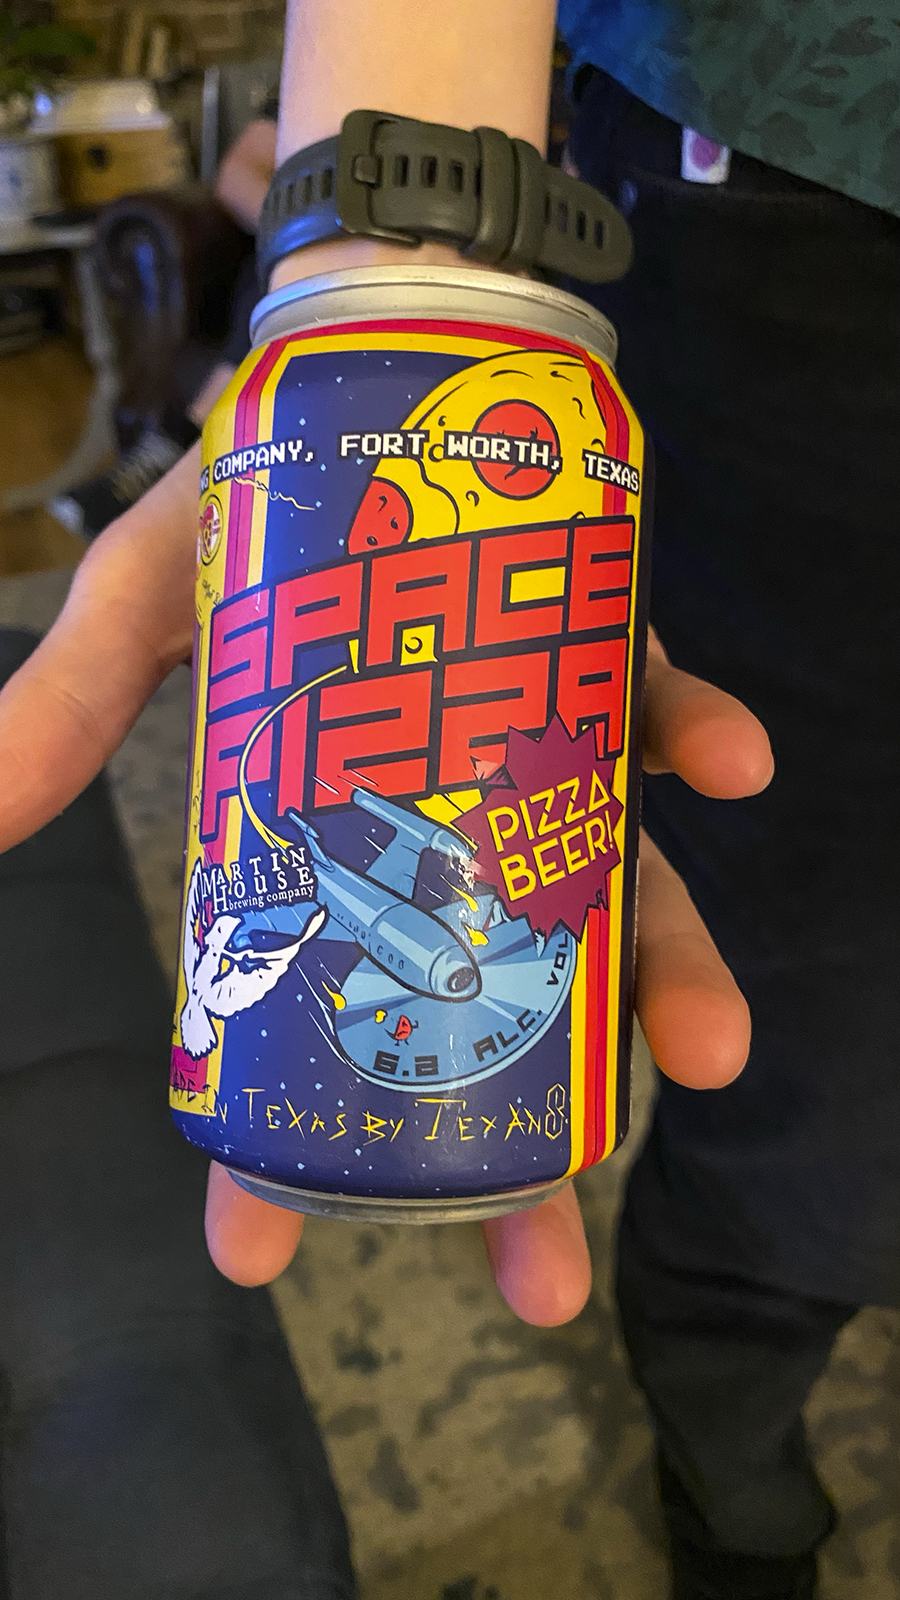 COMPANY, FORT WORTH, TEXAS
SPACE
PIZZA
PIZZA
BEER!
MARTIN
HOUSE
brewing company
6.2 ALC. VOL
IN TEXAS BY TEXANS